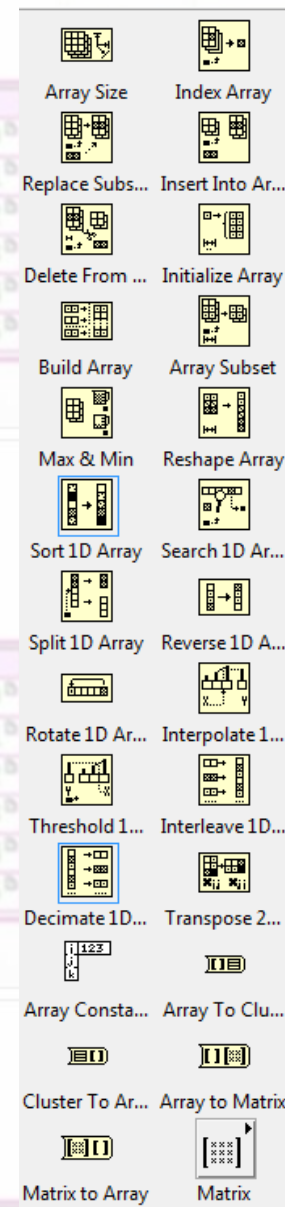 Array Size Index Array
Replace Subs... Insert Into Ar...
Delete From ... Initialize Array
Build Array Array Subset
Max & Min Reshape Array
Sort 1D Array Search 1D Ar...
Split 1D Array Reverse 1D A...
Rotate 1D Ar... Interpolate 1...
Threshold 1... Interleave 1D...
Decimate 1D... Transpose 2...
Array Consta... Array To Clu...
Cluster To Ar... Array to Matrix
Matrix to Array Matrix